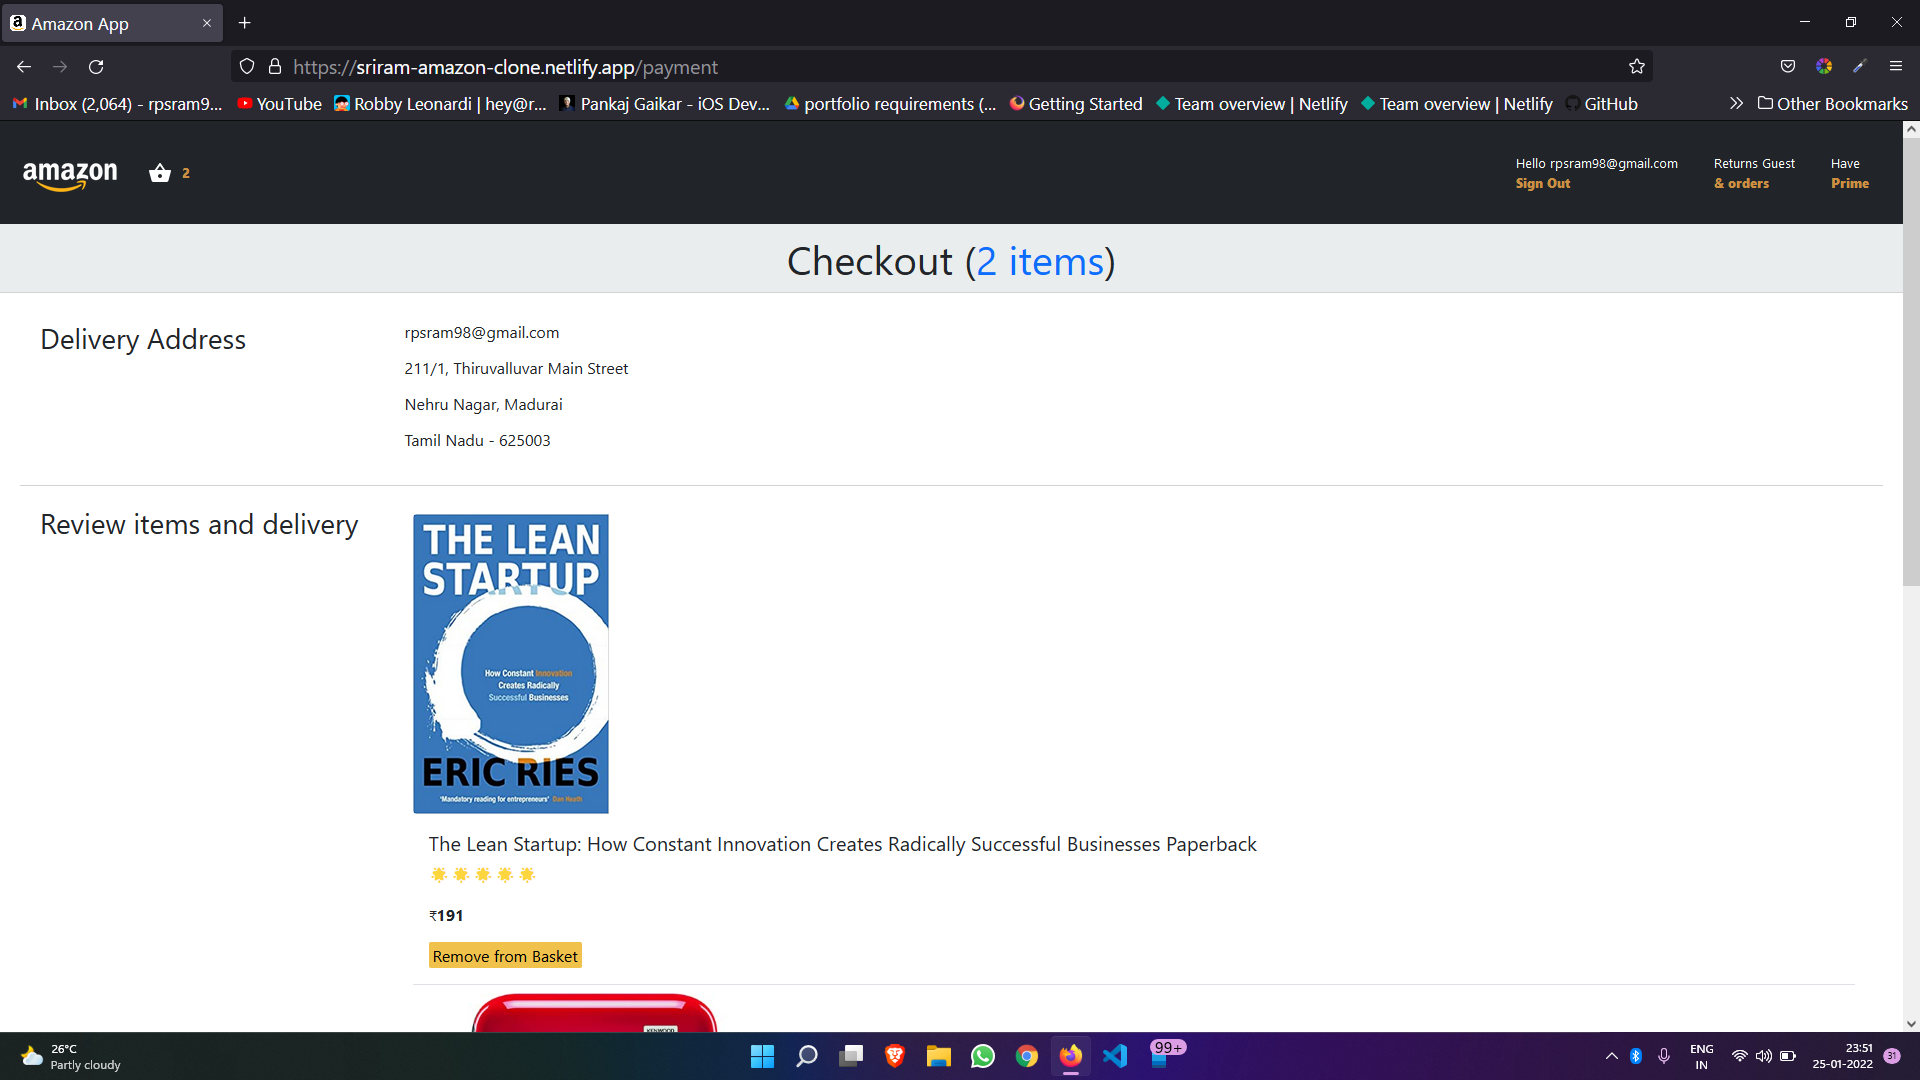 Amazon App
https://sriram-amazon-clone.netlify.app/payment
Inbox (2,064) - rpsram9... YouTube Robby Leonardi | hey@r... Pankaj Gaikar - iOS Dev... portfolio requirements (... Getting Started Team overview | Netlify Team overview | Netlify GitHub Other Bookmarks
amazon 2
Hello rpsram98@gmail.com
Sign Out
Returns Guest
& orders
Have
Prime
Checkout (2 items)
Delivery Address
rpsram98@gmail.com
211/1, Thiruvalluvar Main Street
Nehru Nagar, Madurai
Tamil Nadu - 625003
Review items and delivery
THE LEAN
STARTUP
How Constant Innovation
Creates Radically
Successful Businesses
ERIC RIES
'Mandatory reading for entrepreneurs' Dan Heath
The Lean Startup: How Constant Innovation Creates Radically Successful Businesses Paperback
₹191
Remove from Basket
KENWOOD
26°C
Partly cloudy
99+
ENG
IN
23:51
25-01-2022
31